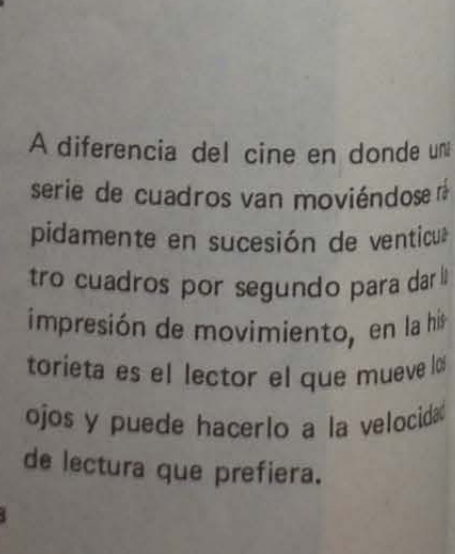 A diferencia del cine en donde una
serie de cuadros van moviéndose rá
pidamente en sucesión de venticua
tro cuadros por segundo para dar la
impresión de movimiento, en la his
torieta es el lector el que mueve los
ojos y puede hacerlo a la velocidad
de lectura que prefiera.